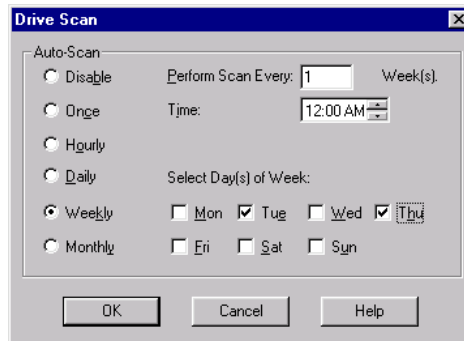 Drive Scan
Auto-Scan
Disable Perform Scan Every: 1 Week(s).
Once Time: 12:00 AM
Hourly
Daily Select Day(s) of Week:
Weekly Mon Tue Wed Thu
Monthly Fri Sat Sun
OK Cancel Help